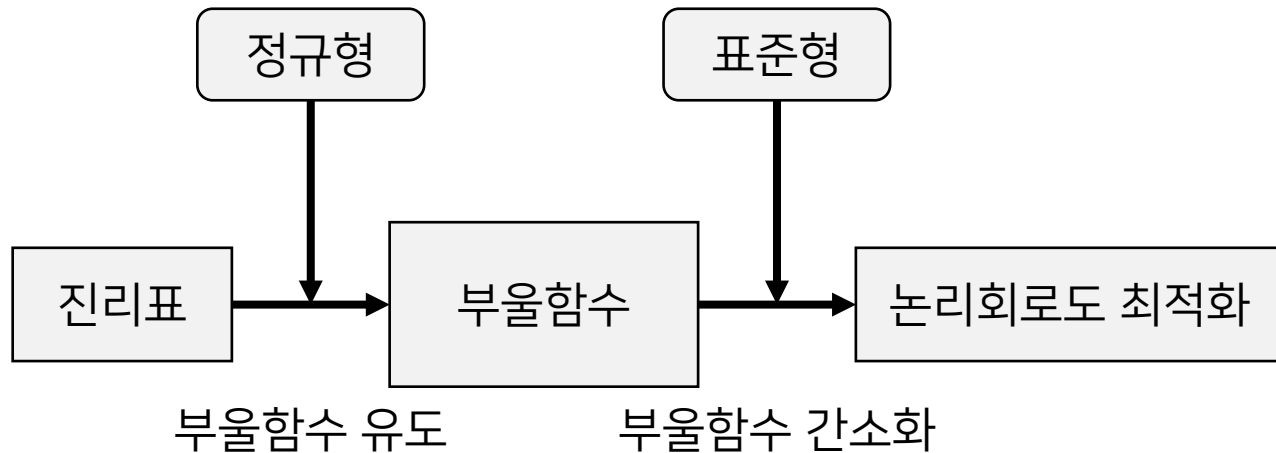 정규형
표준형
진리표
부울함수
논리회로도 최적화
부울함수 유도
부울함수 간소화